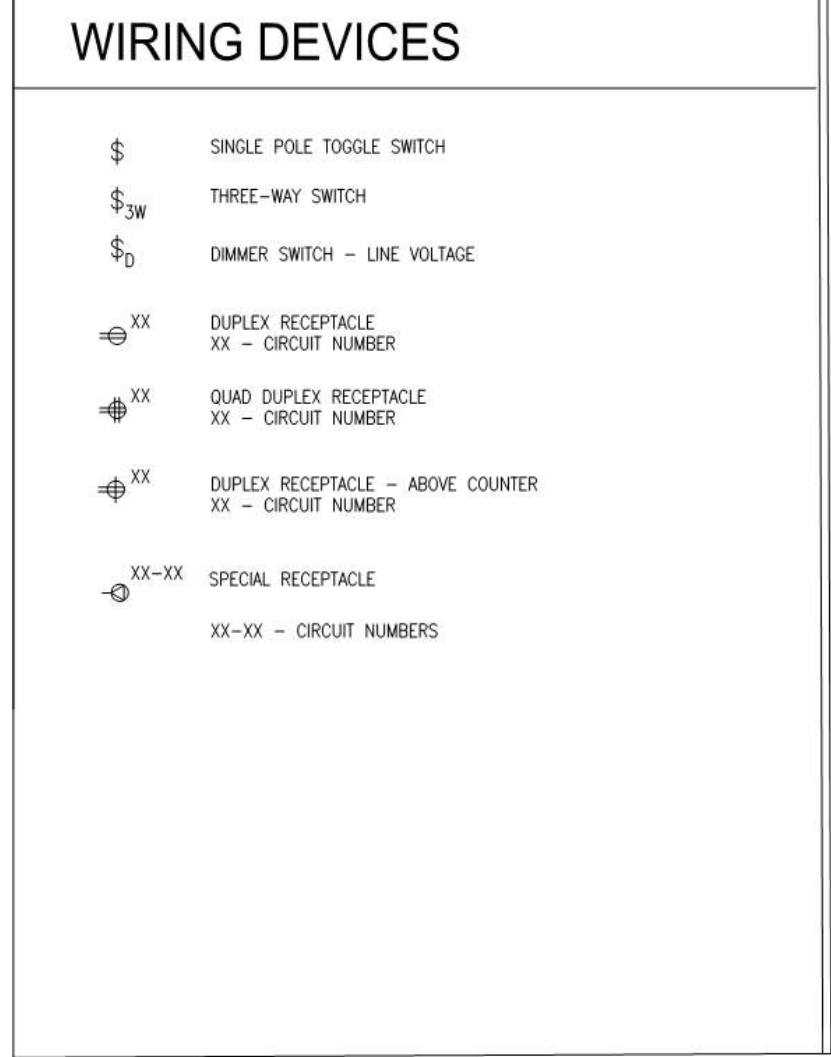 WIRING DEVICES
$ SINGLE POLE TOGGLE SWITCH
$3W THREE-WAY SWITCH
$D DIMMER SWITCH - LINE VOLTAGE
XX DUPLEX RECEPTACLE
XX - CIRCUIT NUMBER
XX QUAD DUPLEX RECEPTACLE
XX - CIRCUIT NUMBER
XX DUPLEX RECEPTACLE - ABOVE COUNTER
XX - CIRCUIT NUMBER
XX-XX SPECIAL RECEPTACLE
XX-XX - CIRCUIT NUMBERS